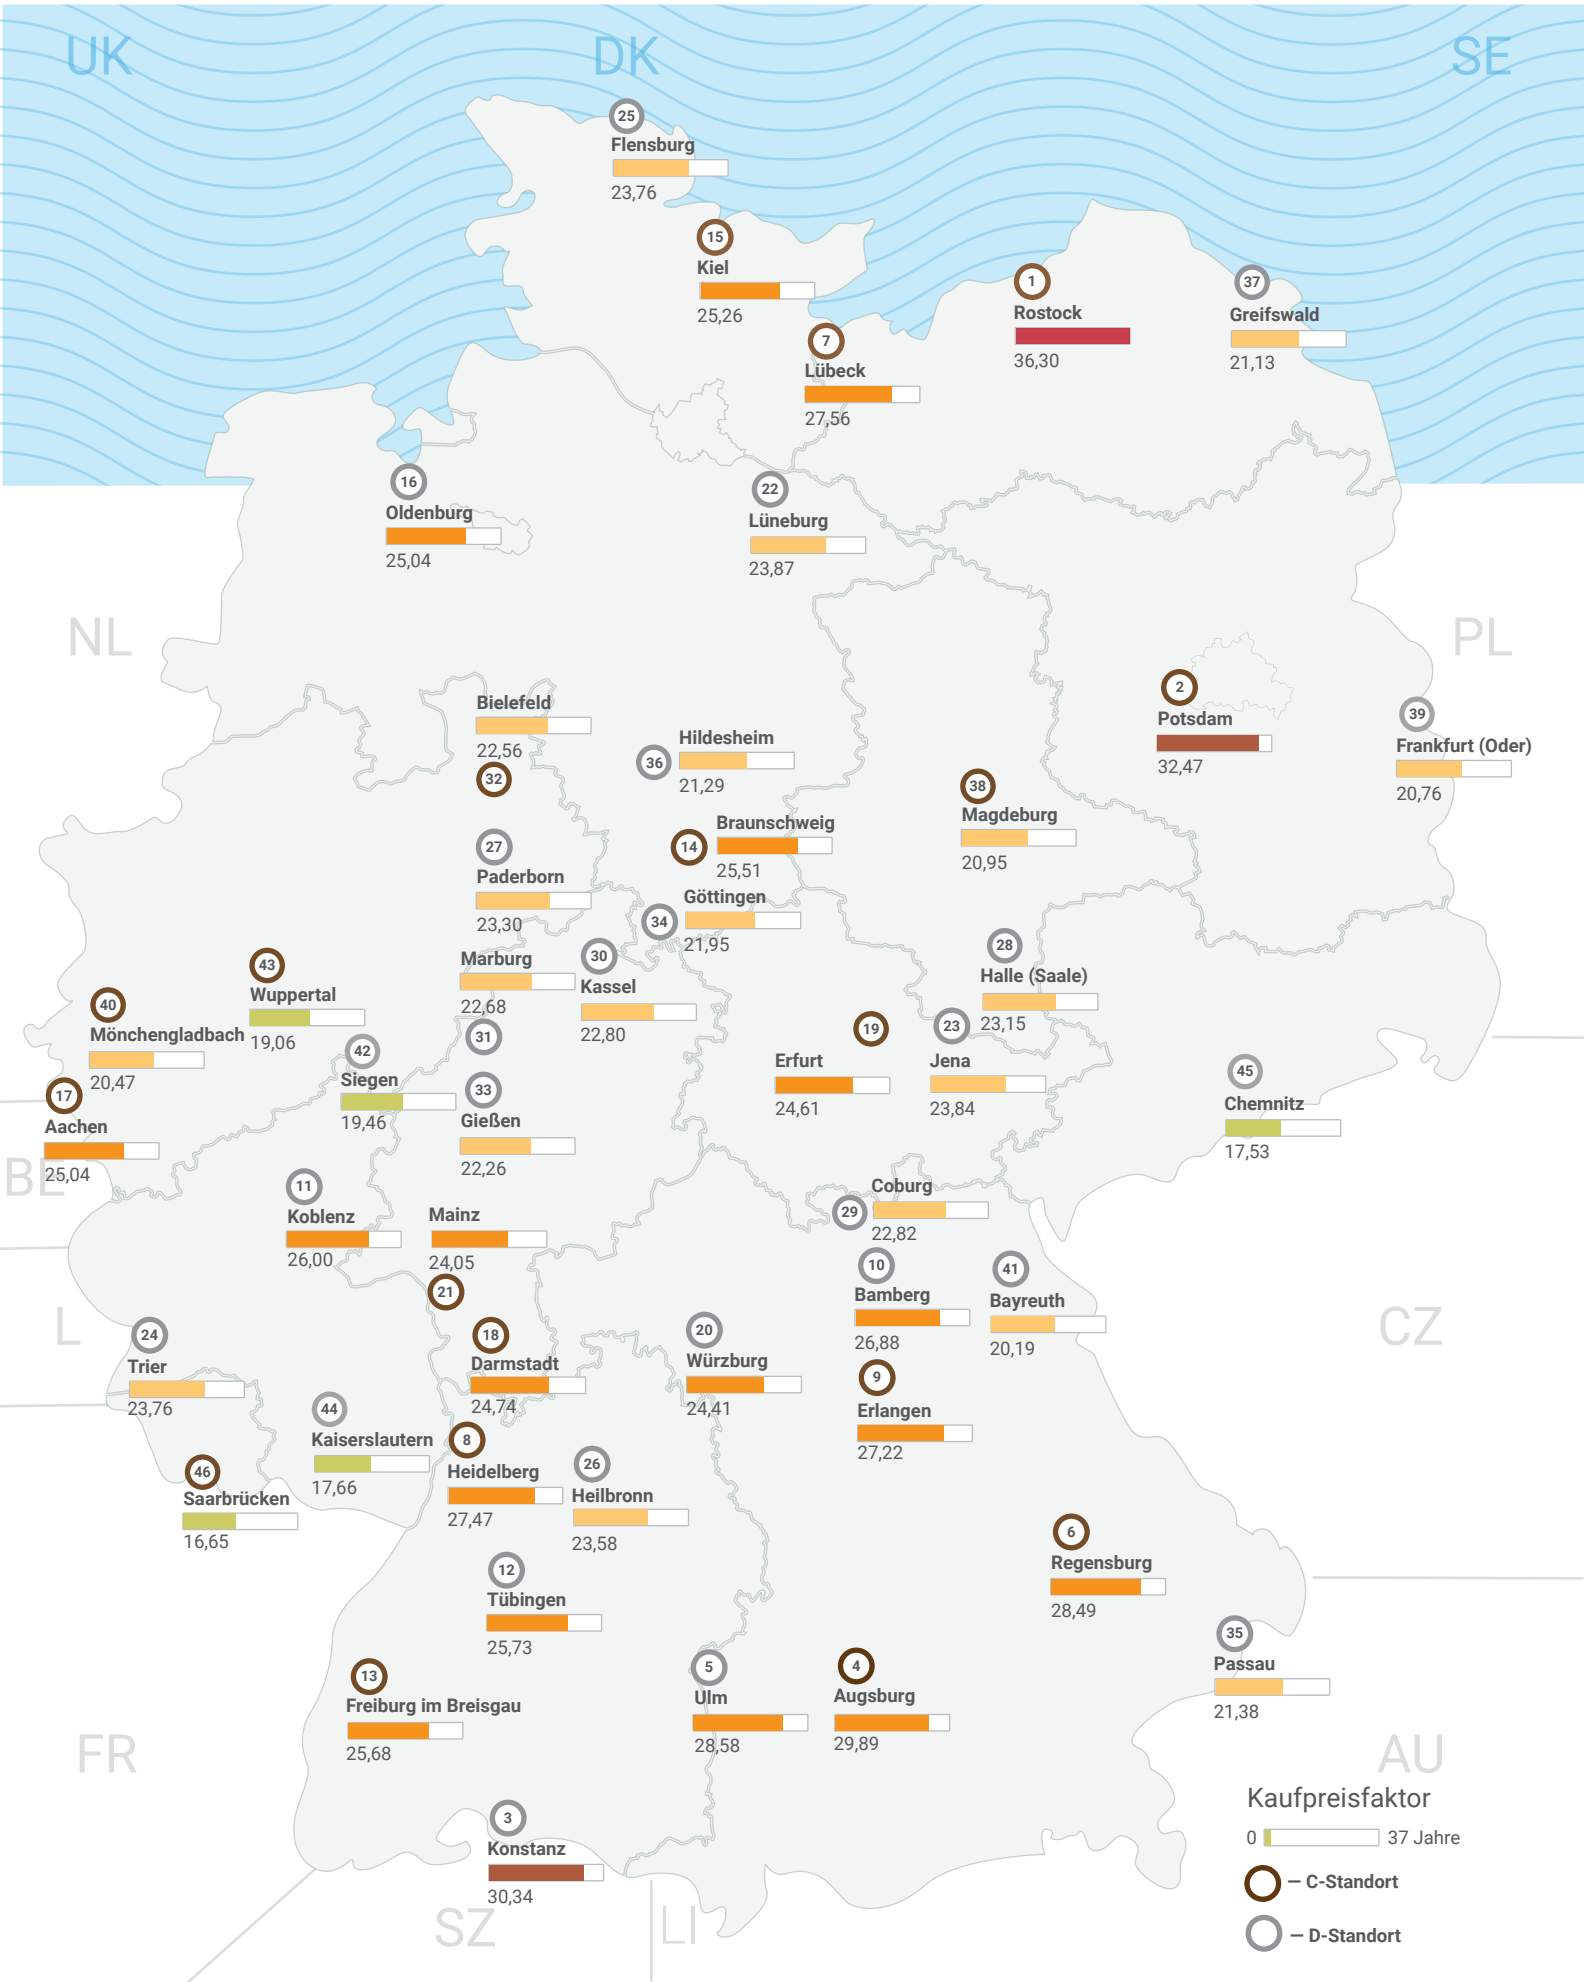 UK
DK
SE
25
Flensburg
23,76
15
Kiel
25,26
1
Rostock
36,30
37
Greifswald
21,13
7
Lübeck
27,56
16
Oldenburg
25,04
22
Lüneburg
23,87
NL
PL
Bielefeld
22,56
32
36
Hildesheim
21,29
2
Potsdam
32,47
39
Frankfurt (Oder)
20,76
38
Magdeburg
20,95
14
Braunschweig
25,51
27
Paderborn
23,30
34
Göttingen
21,95
Marburg
22,68
31
30
Kassel
22,80
28
Halle (Saale)
23,15
43
Wuppertal
19,06
40
Mönchengladbach
20,47
42
Siegen
19,46
33
Gießen
22,26
19
Erfurt
24,61
23
Jena
23,84
45
Chemnitz
17,53
17
Aachen
25,04
BE
11
Koblenz
26,00
Mainz
24,05
21
29
Coburg
22,82
10
Bamberg
26,88
41
Bayreuth
20,19
L
CZ
24
Trier
23,76
18
Darmstadt
24,74
20
Würzburg
24,41
9
Erlangen
27,22
44
Kaiserslautern
17,66
8
Heidelberg
27,47
26
Heilbronn
23,58
46
Saarbrücken
16,65
6
Regensburg
28,49
12
Tübingen
25,73
35
Passau
21,38
13
Freiburg im Breisgau
25,68
5
Ulm
28,58
4
Augsburg
29,89
FR
AU
3
Konstanz
30,34
SZ
LI
Kaufpreisfaktor
0 37 Jahre
– C-Standort
– D-Standort